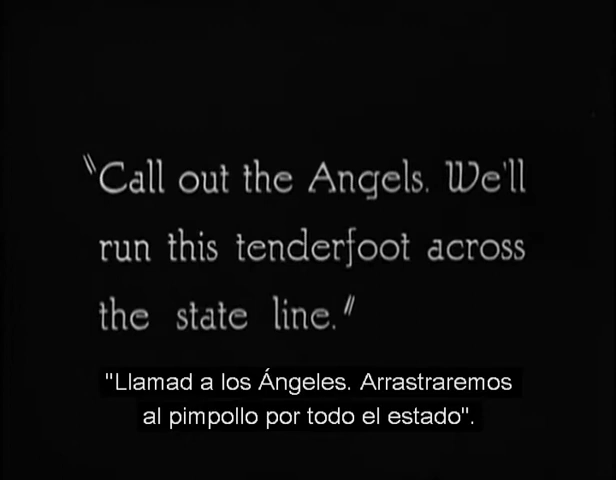 "Call out the Angels. We'll
run this tenderfoot across
the state line."
"Llamad a los Ángeles. Arrastraremos
al pimpollo por todo el estado".